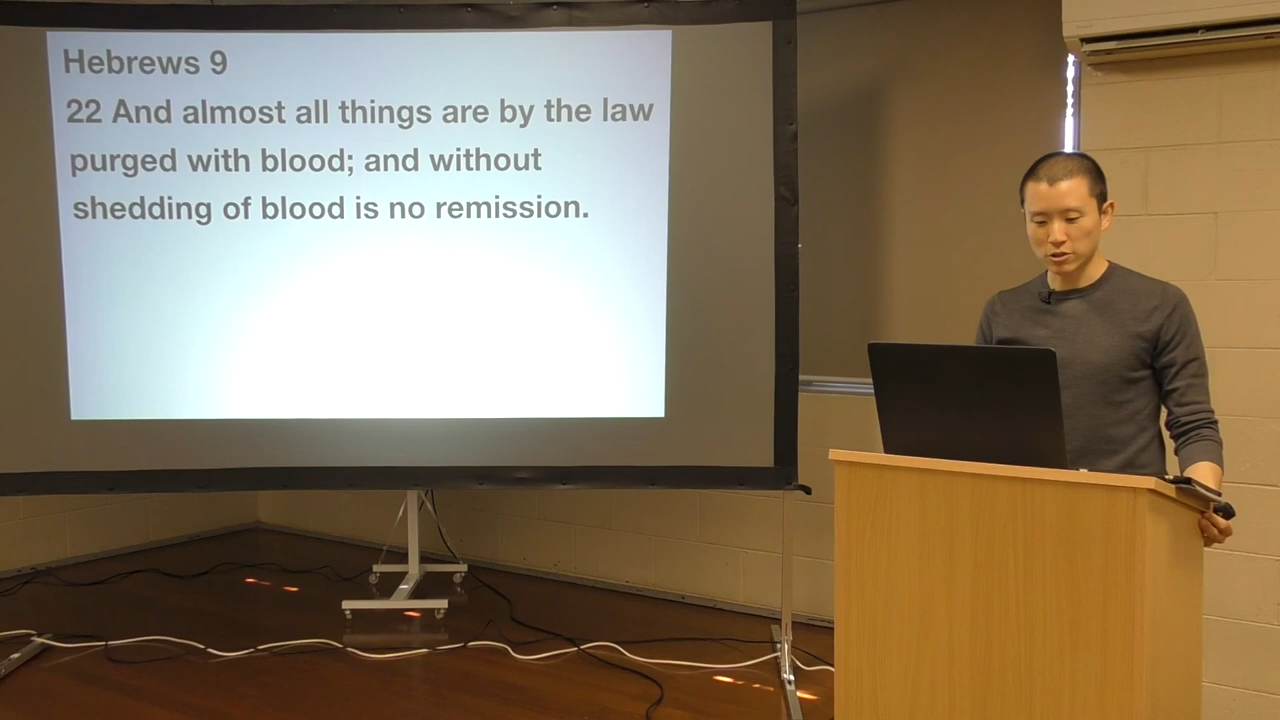 Hebrews 9
22 And almost all things are by the law
purged with blood; and without
shedding of blood is no remission.